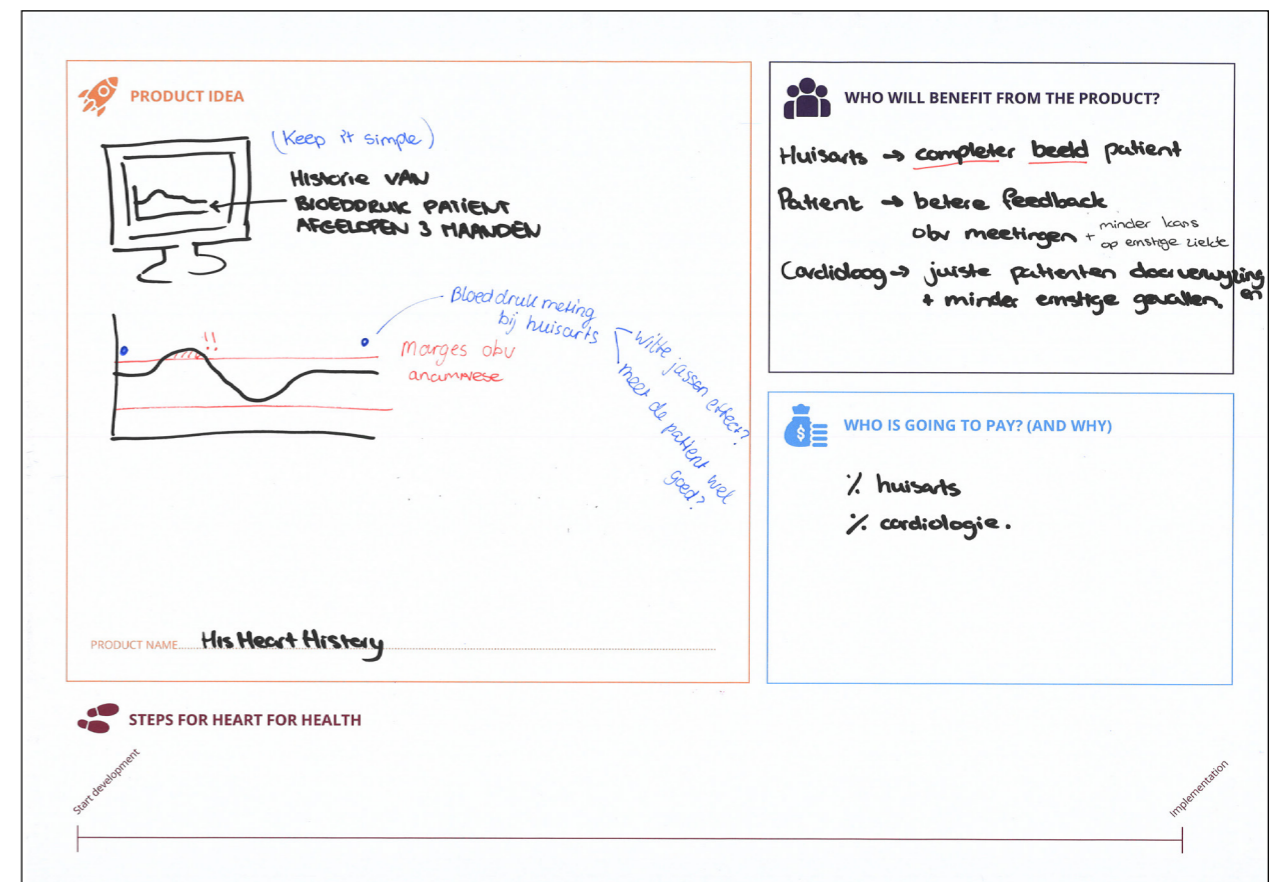 PRODUCT IDEA
(Keep it simple)
HISTORIE VAN
BLOEDDRUK PATIENT
AFGELOPEN 3 MAANDEN
Bloeddruk meting
bij huisarts
witte jassen effect?
meet de patient wel
goed?
!!
Marges obv
anamnese
PRODUCT NAME His Heart History
WHO WILL BENEFIT FROM THE PRODUCT?
Huisarts → completer beeld patient
Patient → betere feedback
obv meetingen + minder kans
op ernstige ziekte
Cardioloog → juiste patienten doorverwijzing
en
+ minder ernstige gevallen.
WHO IS GOING TO PAY? (AND WHY)
% huisarts
% cardiologie.
STEPS FOR HEART FOR HEALTH
Start development
Implementation